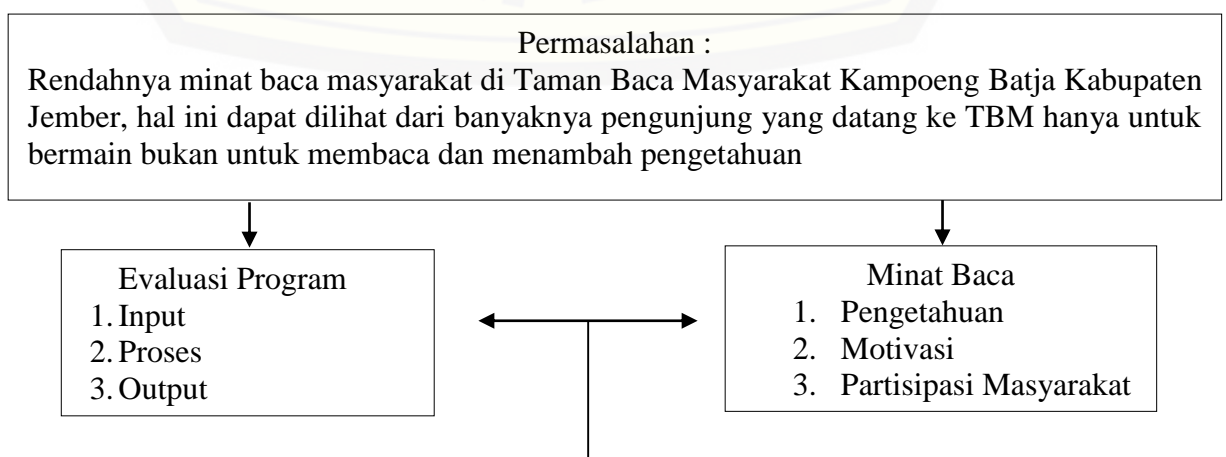 Permasalahan :
Rendahnya minat baca masyarakat di Taman Baca Masyarakat Kampoeng Batja Kabupaten
Jember, hal ini dapat dilihat dari banyaknya pengunjung yang datang ke TBM hanya untuk
bermain bukan untuk membaca dan menambah pengetahuan
Evaluasi Program
1. Input
2. Proses
3. Output
Minat Baca
1. Pengetahuan
2. Motivasi
3. Partisipasi Masyarakat